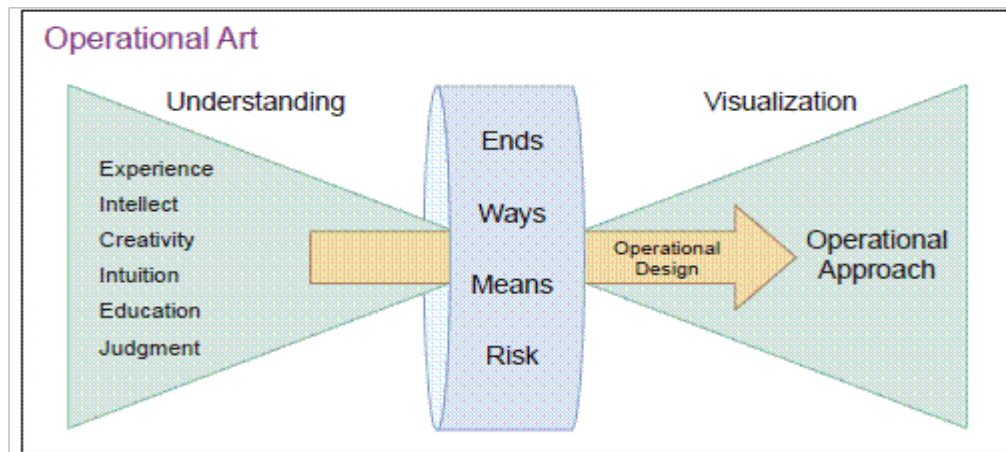 Operational Art
Understanding
Visualization
Experience
Intellect
Creativity
Intuition
Education
Judgment
Ends
Ways
Means
Risk
Operational
Design
Operational
Approach